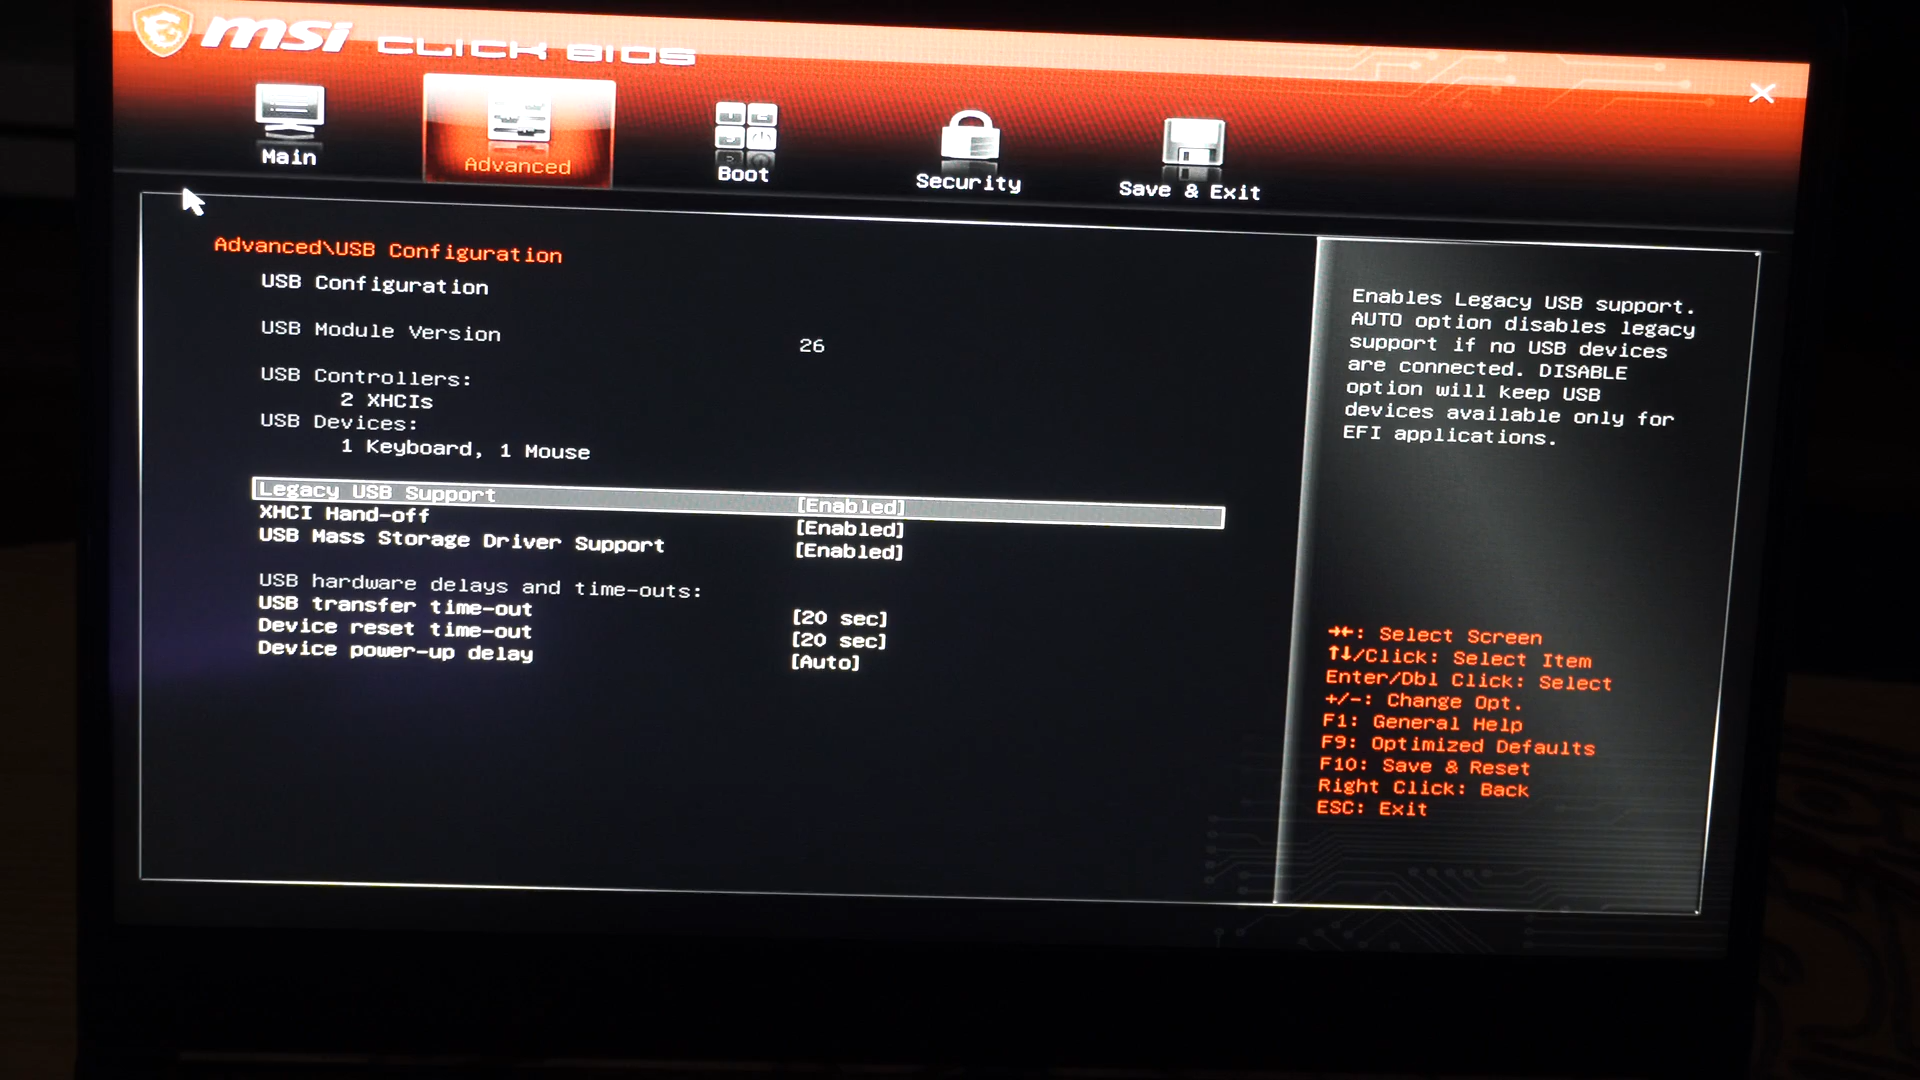 msi CLICK BIOS
Main
Advanced
Boot
Security
Save & Exit
Advanced\USB Configuration
USB Configuration
USB Module Version 26
USB Controllers:
2 XHCIs
USB Devices:
1 Keyboard, 1 Mouse
Legacy USB Support [Enabled]
XHCI Hand-off [Enabled]
USB Mass Storage Driver Support [Enabled]
USB hardware delays and time-outs:
USB transfer time-out [20 sec]
Device reset time-out [20 sec]
Device power-up delay [Auto]
Enables Legacy USB support.
AUTO option disables legacy
support if no USB devices
are connected. DISABLE
option will keep USB
devices available only for
EFI applications.
→←: Select Screen
↑↓/Click: Select Item
Enter/Dbl Click: Select
+/-: Change Opt.
F1: General Help
F9: Optimized Defaults
F10: Save & Reset
Right Click: Back
ESC: Exit